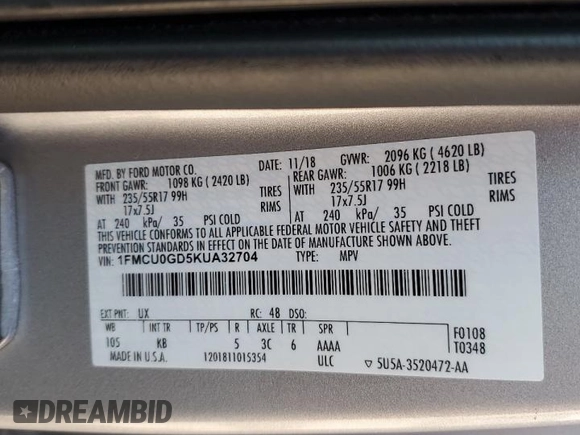 MFD. BY FORD MOTOR CO.
DATE: 11/18 GVWR: 2096 KG ( 4620 LB)
FRONT GAWR: 1098 KG ( 2420 LB) REAR GAWR: 1006 KG ( 2218 LB)
WITH 235/55R17 99H TIRES WITH 235/55R17 99H TIRES
17x7.5J RIMS 17x7.5J RIMS
AT 240 kPa/ 35 PSI COLD AT 240 kPa/ 35 PSI COLD
THIS VEHICLE CONFORMS TO ALL APPLICABLE FEDERAL MOTOR VEHICLE SAFETY AND THEFT
PREVENTION STANDARDS IN EFFECT ON THE DATE OF MANUFACTURE SHOWN ABOVE.
VIN: 1FMCU0GD5KUA32704 TYPE: MPV
EXT PNT: UX RC: 48 DSO:
WB INT TR TP/PS R AXLE TR SPR F0108
105 KB 5 3C 6 AAAA T0348
MADE IN U.S.A. 1201811015354 ULC ▽ 5U5A-3520472-AA
DREAMBID